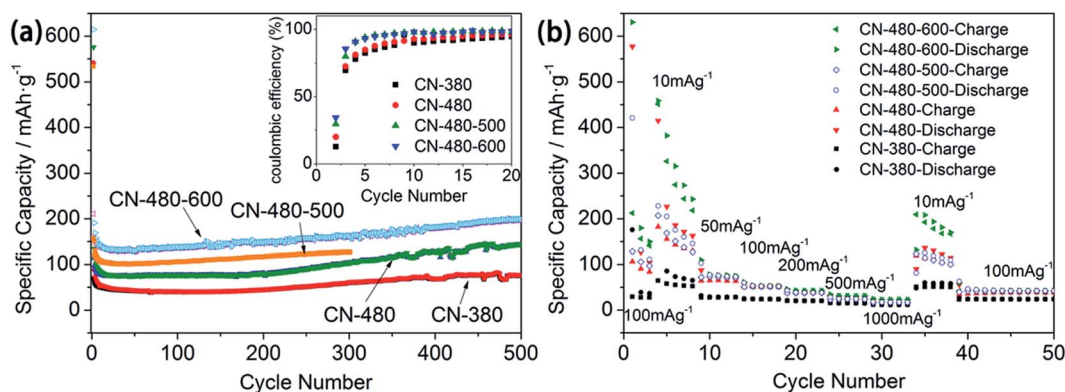 (a)
Specific Capacity / mAh·g⁻¹
600
500
400
300
200
100
0
0
100
200
300
400
500
Cycle Number
CN-480-600
CN-480-500
CN-480
CN-380
coulombic efficiency (%)
100
50
0
0
5
10
15
20
Cycle Number
CN-380
CN-480
CN-480-500
CN-480-600
(b)
Specific Capacity / mAh·g⁻¹
600
500
400
300
200
100
0
0
10
20
30
40
50
Cycle Number
CN-480-600-Charge
CN-480-600-Discharge
CN-480-500-Charge
CN-480-500-Discharge
CN-480-Charge
CN-480-Discharge
CN-380-Charge
CN-380-Discharge
10mAg⁻¹
50mAg⁻¹
100mAg⁻¹
200mAg⁻¹
500mAg⁻¹
1000mAg⁻¹
100mAg⁻¹
10mAg⁻¹
100mAg⁻¹